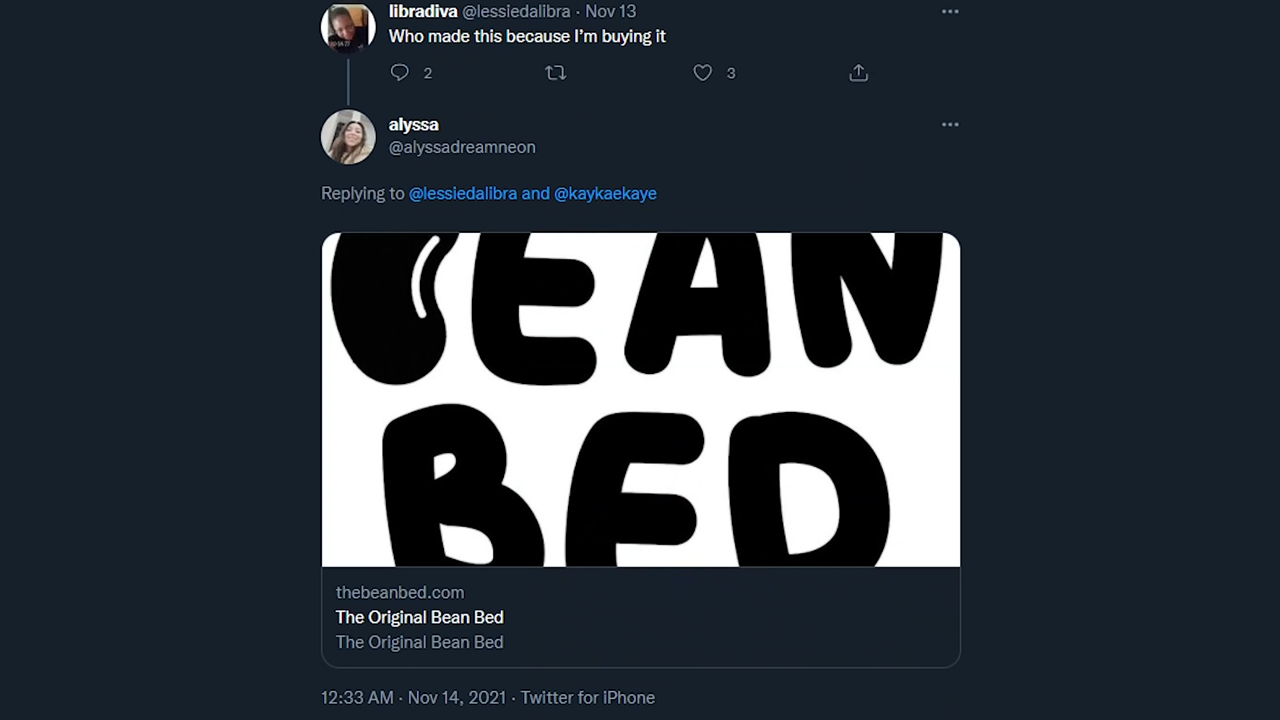 libradiva @lessiedalibra · Nov 13
Who made this because I’m buying it
2 3
alyssa
@alyssadreamneon
Replying to @lessiedalibra and @kaykaekaye
BEAN
BED
thebeanbed.com
The Original Bean Bed
The Original Bean Bed
12:33 AM · Nov 14, 2021 · Twitter for iPhone